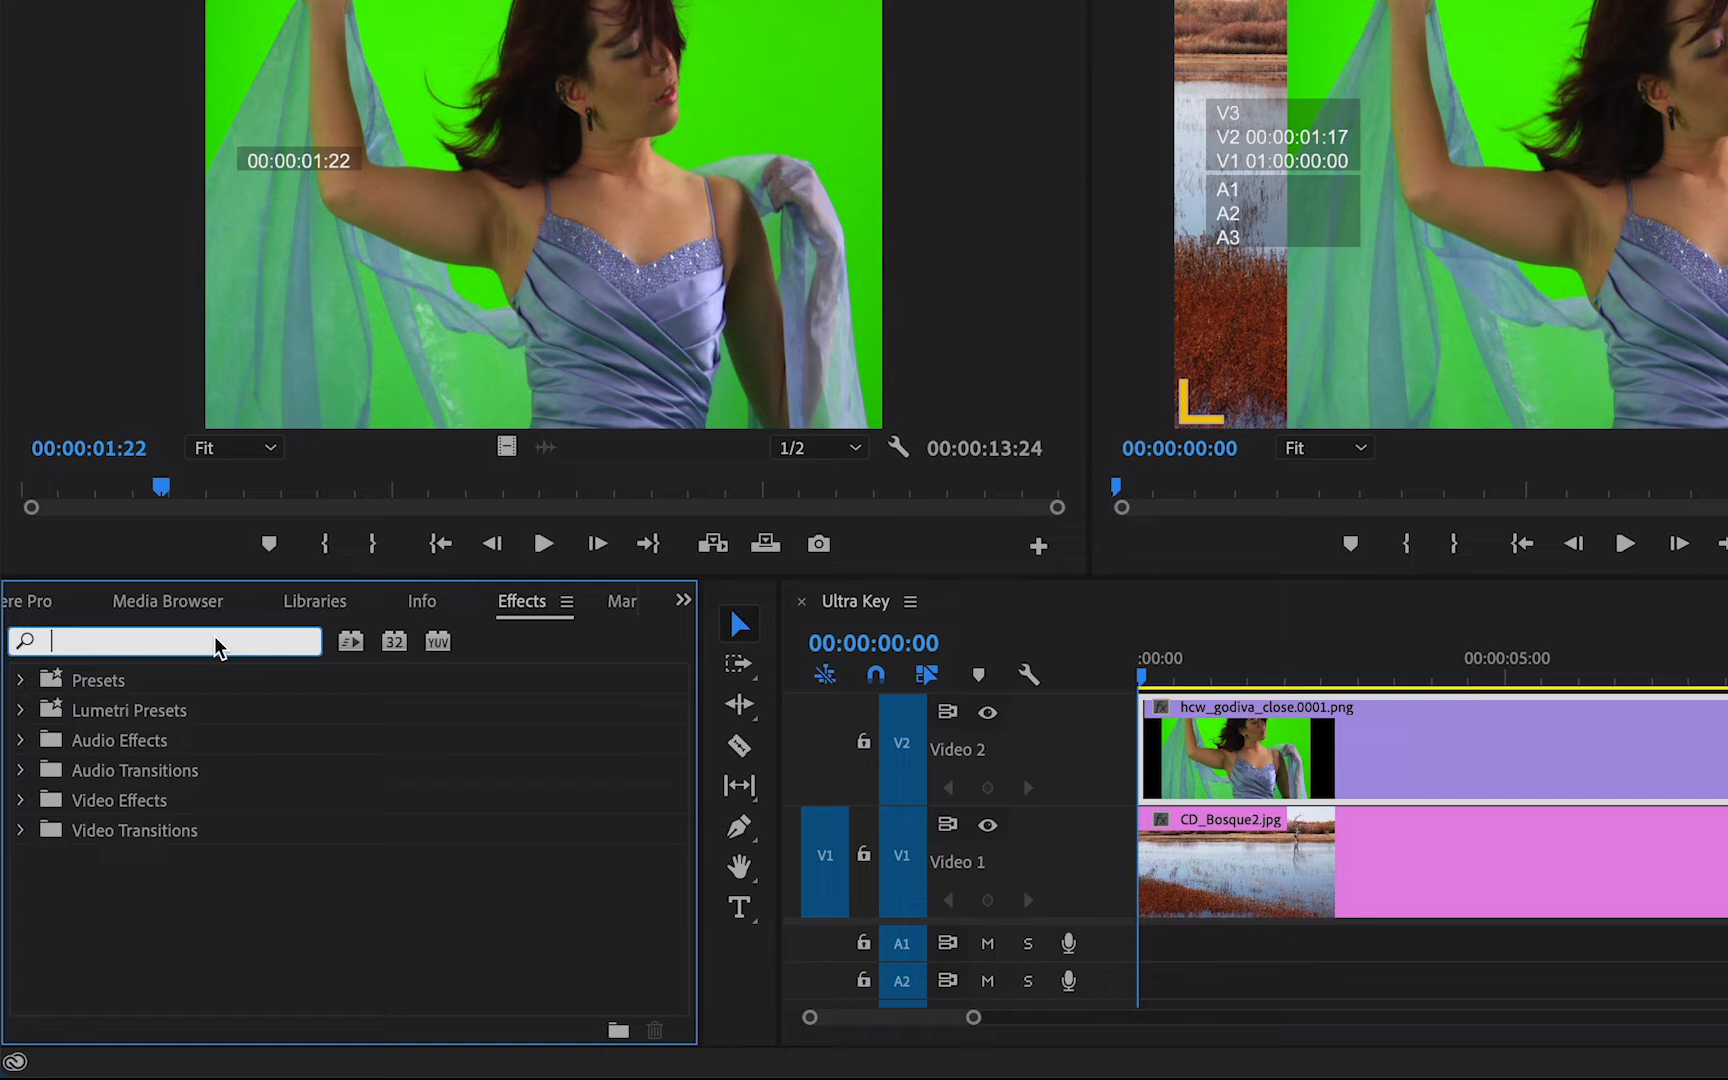 00:00:01:22
V3
V2 00:00:01:17
V1 01:00:00:00
A1
A2
A3
00:00:01:22
Fit
1/2
00:00:13:24
00:00:00:00
Fit
ere Pro
Media Browser
Libraries
Info
Effects
Mar
32
YUV
Presets
Lumetri Presets
Audio Effects
Audio Transitions
Video Effects
Video Transitions
Ultra Key
00:00:00:00
:00:00
00:00:05:00
V2
Video 2
fx hcw_godiva_close.0001.png
V1
V1
Video 1
fx CD_Bosque2.jpg
A1
M
S
A2
M
S
T